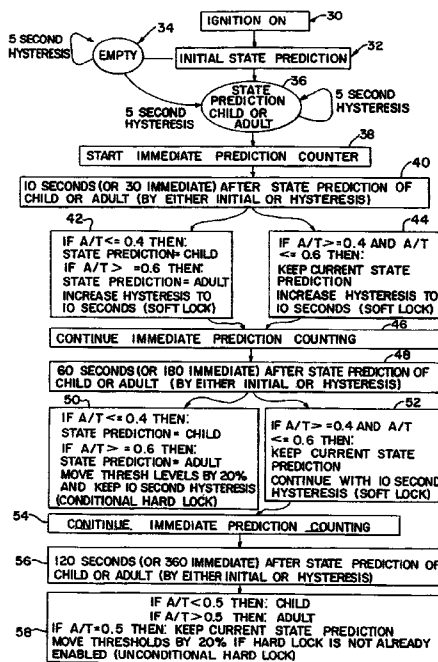 IGNITION ON
30
34
5 SECOND
HYSTERESIS
EMPTY
INITIAL STATE PREDICTION
32
36
STATE
PREDICTION
CHILD OR
ADULT
5 SECOND
HYSTERESIS
5 SECOND
HYSTERESIS
38
START IMMEDIATE PREDICTION COUNTER
40
10 SECONDS (OR 30 IMMEDIATE) AFTER STATE PREDICTION OF
CHILD OR ADULT (BY EITHER INITIAL OR HYSTERESIS)
42
IF A/T<= 0.4 THEN:
STATE PREDICTION= CHILD
IF A/T> =0.6 THEN:
STATE PREDICTION= ADULT
INCREASE HYSTERESIS TO
10 SECONDS (SOFT LOCK)
44
IF A/T>=0.4 AND A/T
<= 0.6 THEN:
KEEP CURRENT STATE
PREDICTION
INCREASE HYSTERESIS TO
10 SECONDS (SOFT LOCK)
46
CONTINUE IMMEDIATE PREDICTION COUNTING
48
60 SECONDS (OR 180 IMMEDIATE) AFTER STATE PREDICTION OF
CHILD OR ADULT (BY EITHER INITIAL OR HYSTERESIS)
50
IF A/T<=0.4 THEN:
STATE PREDICTION= CHILD
IF A/T> =0.6 THEN:
STATE PREDICTION= ADULT
MOVE THRESH LEVELS BY 20%
AND KEEP 10 SECOND HYSTERESIS
(CONDITIONAL HARD LOCK)
52
IF A/T>=0.4 AND A/T
<=0.6 THEN:
KEEP CURRENT STATE
PREDICTION
CONTINUE WITH 10 SECOND
HYSTERESIS (SOFT LOCK)
54
CONTINUE IMMEDIATE PREDICTION COUNTING
56
120 SECONDS (OR 360 IMMEDIATE) AFTER STATE PREDICTION OF
CHILD OR ADULT (BY EITHER INITIAL OR HYSTERESIS)
58
IF A/T<0.5 THEN: CHILD
IF A/T>0.5 THEN: ADULT
IF A/T=0.5 THEN: KEEP CURRENT STATE PREDICTION
MOVE THRESHOLDS BY 20% IF HARD LOCK IS NOT ALREADY
ENABLED (UNCONDITIONAL HARD LOCK)